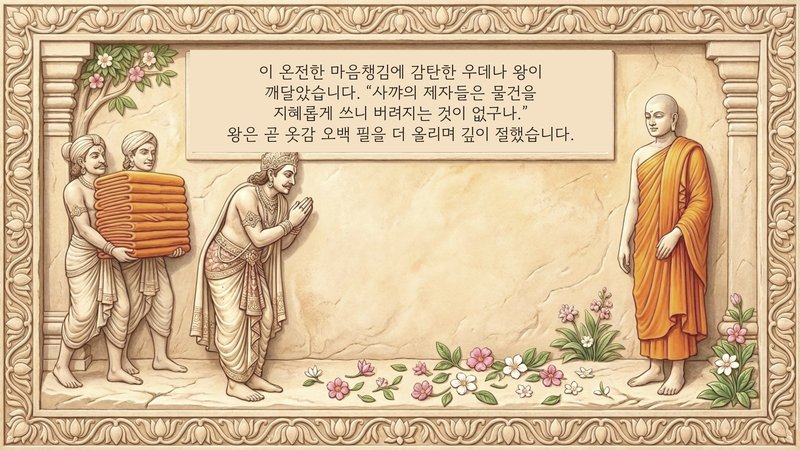 이 온전한 마음챙김에 감탄한 우데나 왕이
깨달았습니다. “사꺄의 제자들은 물건을
지혜롭게 쓰니 버려지는 것이 없구나.”
왕은 곧 옷감 오백 필을 더 올리며 깊이 절했습니다.